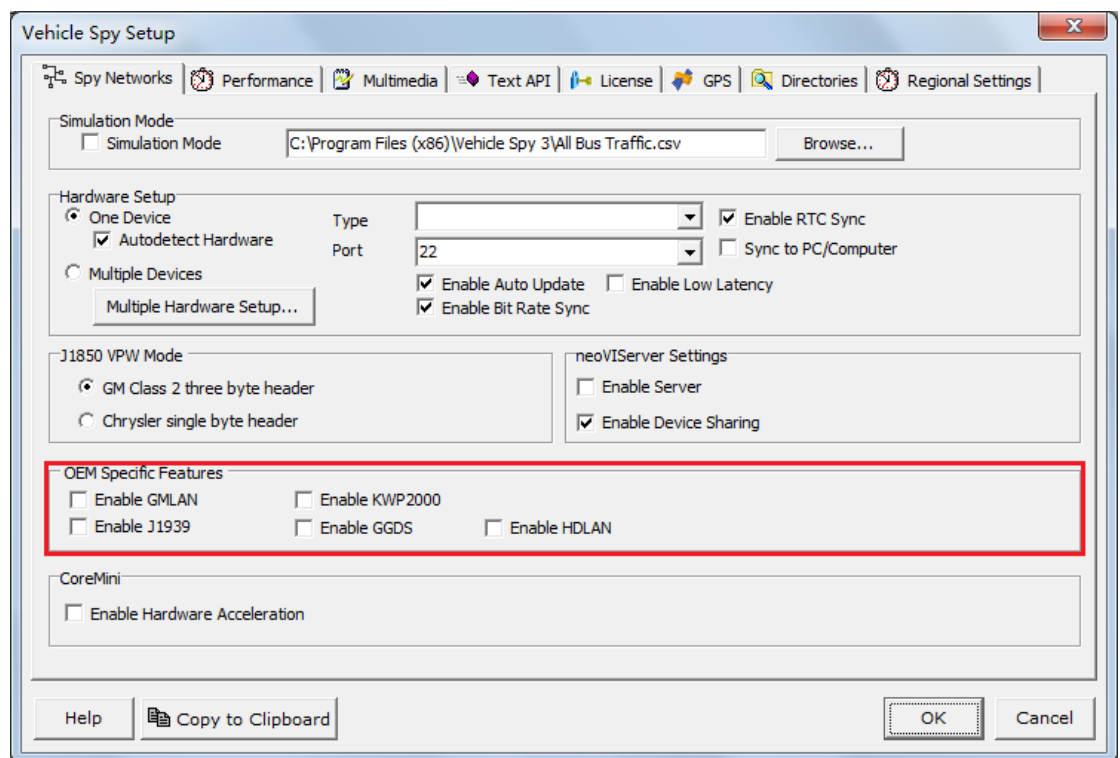 Vehicle Spy Setup
Spy Networks Performance Multimedia Text API License GPS Directories Regional Settings
Simulation Mode
Simulation Mode C:\Program Files (x86)\Vehicle Spy 3\All Bus Traffic.csv Browse...
Hardware Setup
One Device Type Enable RTC Sync
Autodetect Hardware Port 22 Sync to PC/Computer
Multiple Devices Enable Auto Update Enable Low Latency
Multiple Hardware Setup... Enable Bit Rate Sync
J1850 VPW Mode neoVIServer Settings
GM Class 2 three byte header Enable Server
Chrysler single byte header Enable Device Sharing
OEM Specific Features
Enable GMLAN Enable KWP2000
Enable J1939 Enable GGDS Enable HDLAN
CoreMini
Enable Hardware Acceleration
Help Copy to Clipboard OK Cancel